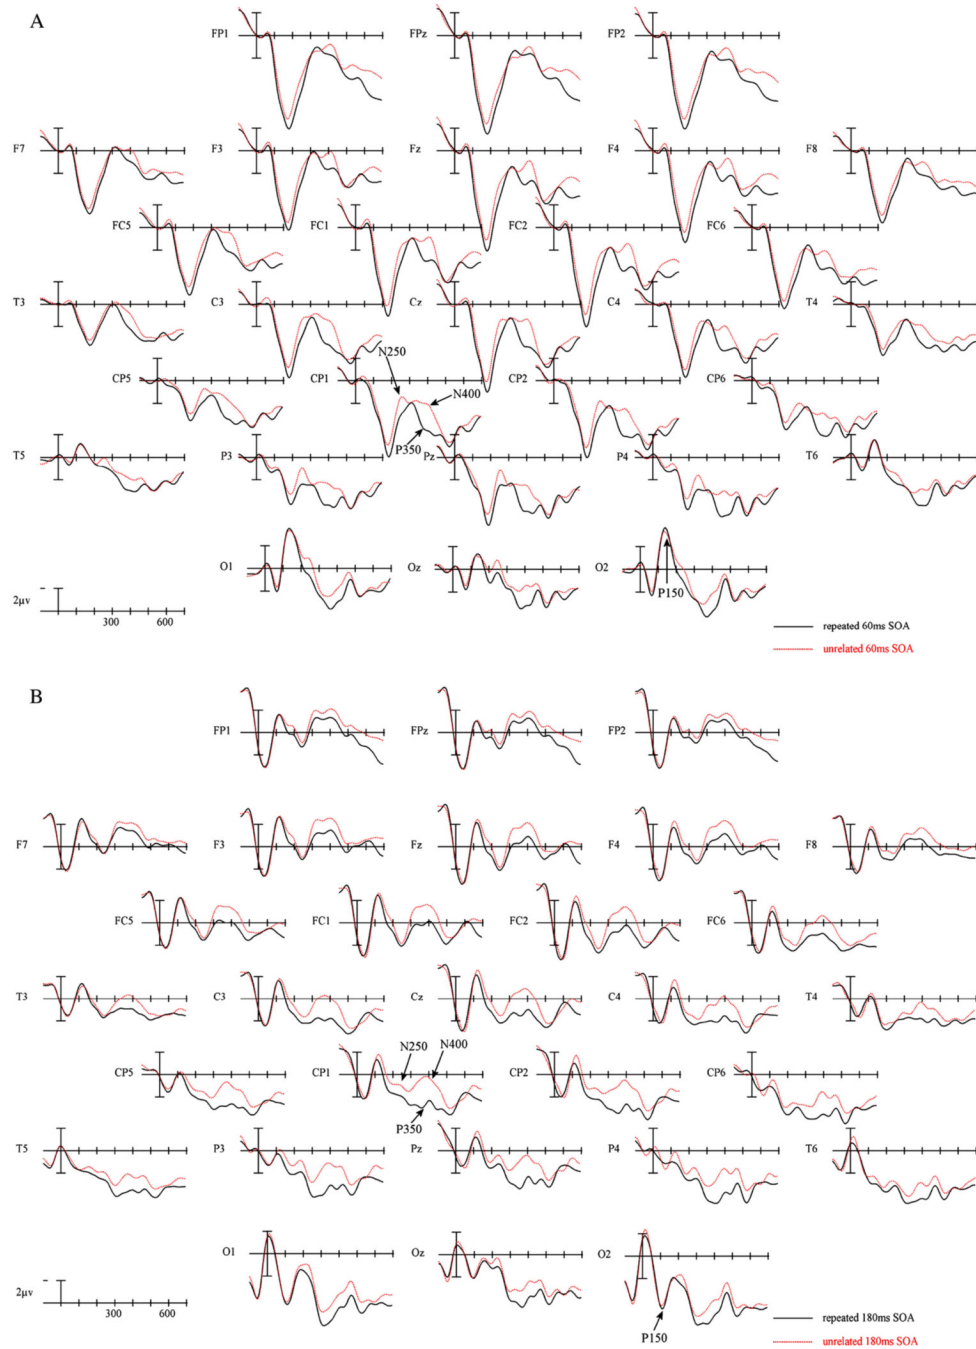 A
FP1 FPz FP2
F7 F3 Fz F4 F8
FC5 FC1 FC2 FC6
T3 C3 Cz C4 T4
N250
CP5 CP1 N400 CP2 CP6
P350
T5 P3 Pz P4 T6
O1 Oz O2
P150
2μv
300 600
repeated 60ms SOA
unrelated 60ms SOA
B
FP1 FPz FP2
F7 F3 Fz F4 F8
FC5 FC1 FC2 FC6
T3 C3 Cz C4 T4
N250 N400
CP5 CP1 CP2 CP6
P350
T5 P3 Pz P4 T6
O1 Oz O2
2μv
300 600
P150
repeated 180ms SOA
unrelated 180ms SOA